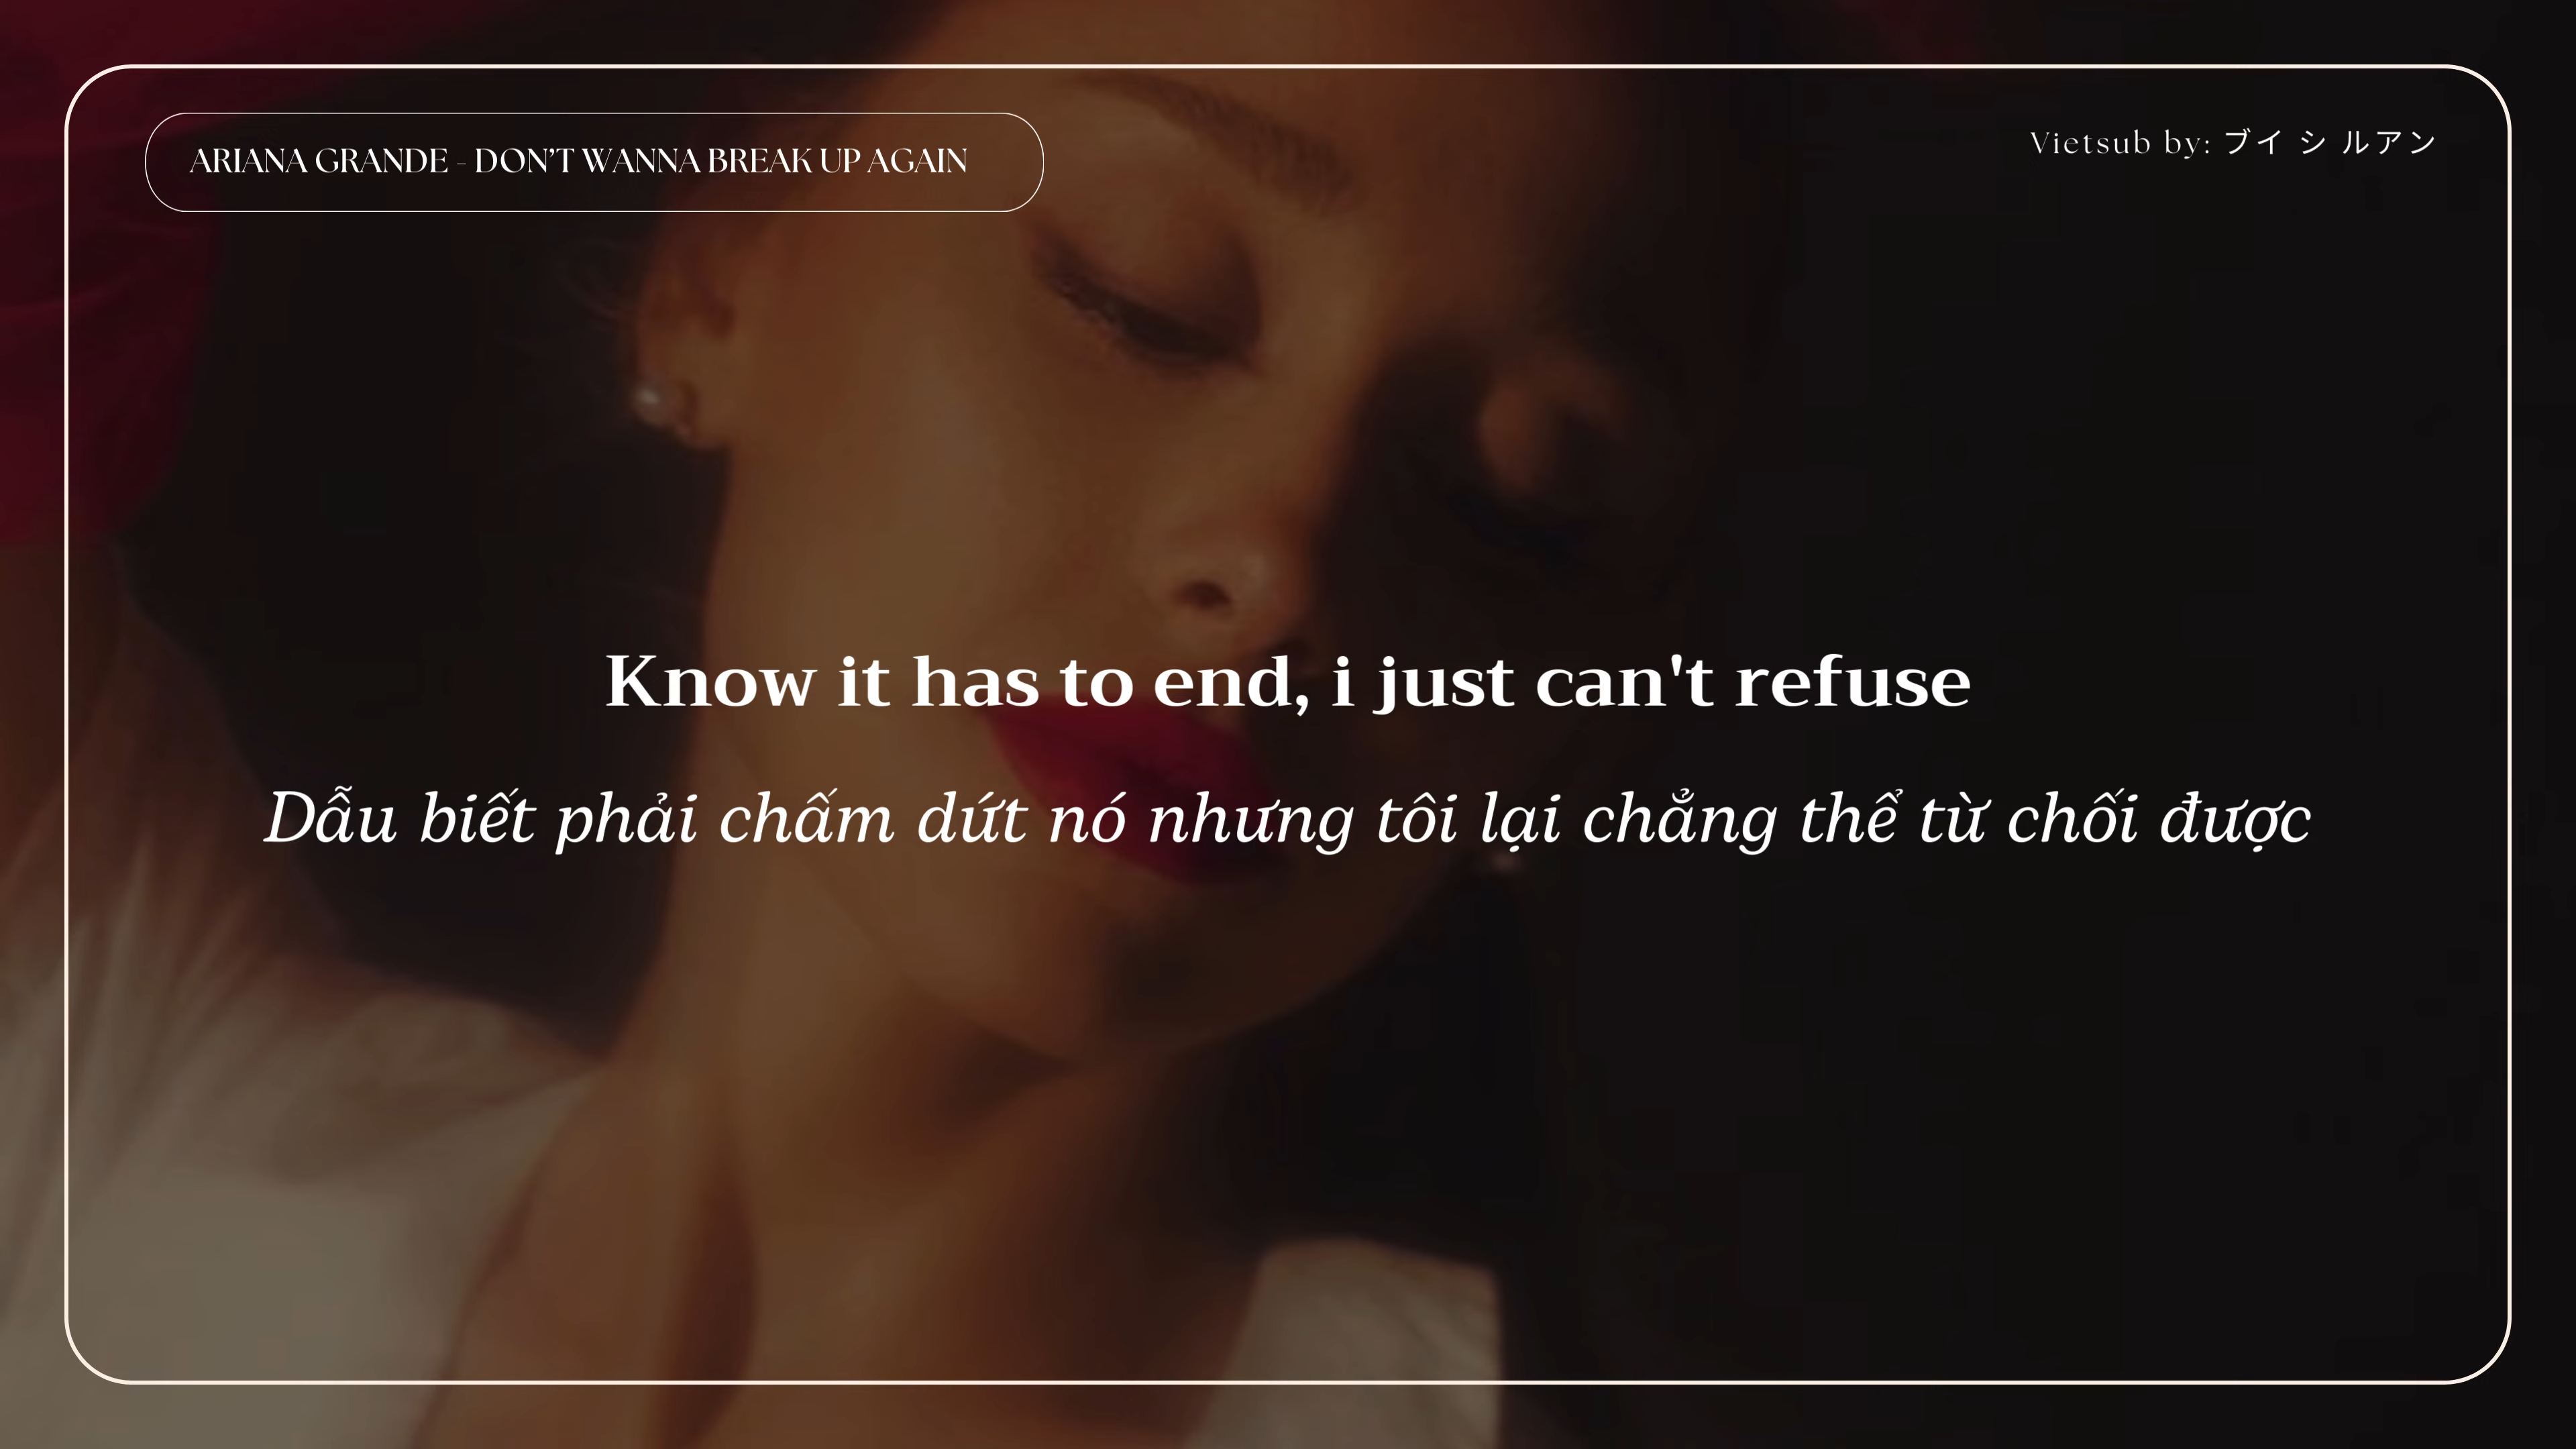 ARIANA GRANDE - DON'T WANNA BREAK UP AGAIN
Vietsub by: ブイ シ ルアン
Know it has to end, i just can't refuse
Dẫu biết phải chấm dứt nó nhưng tôi lại chẳng thể từ chối được